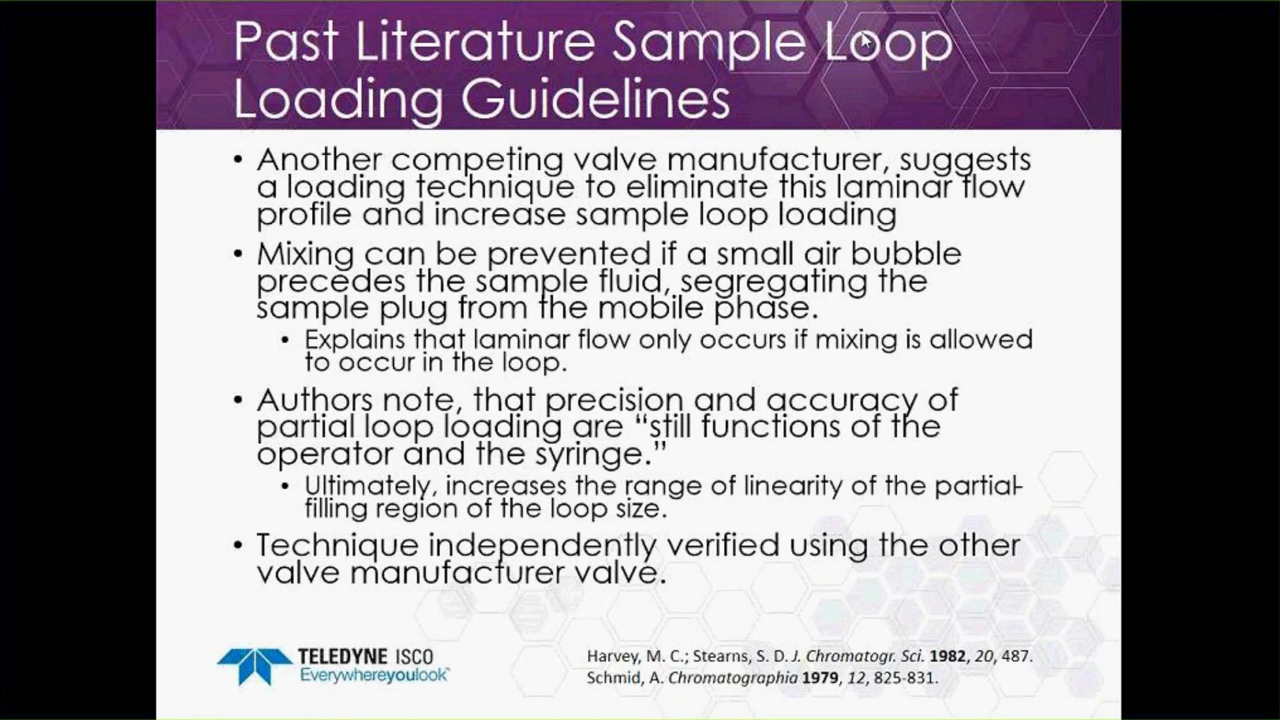 Past Literature Sample Loop
Loading Guidelines
• Another competing valve manufacturer, suggests
a loading technique to eliminate this laminar flow
profile and increase sample loop loading
• Mixing can be prevented if a small air bubble
precedes the sample fluid, segregating the
sample plug from the mobile phase.
• Explains that laminar flow only occurs if mixing is allowed
to occur in the loop.
• Authors note, that precision and accuracy of
partial loop loading are “still functions of the
operator and the syringe.”
• Ultimately, increases the range of linearity of the partial-
filling region of the loop size.
• Technique independently verified using the other
valve manufacturer valve.
TELEDYNE ISCO
Everywhereyoulook
Harvey, M. C.; Stearns, S. D. J. Chromatogr. Sci. 1982, 20, 487.
Schmid, A. Chromatographia 1979, 12, 825-831.